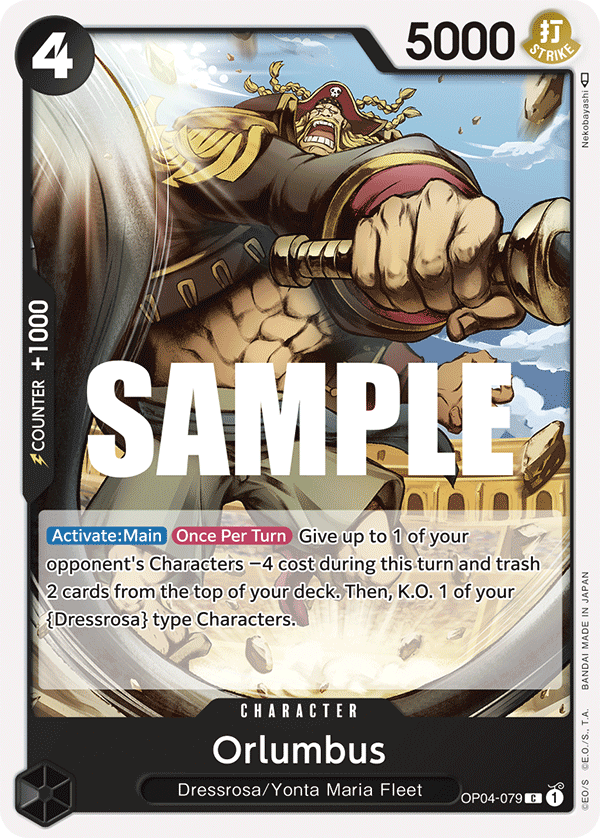 4
5000
打
STRIKE
Nekobayashi
COUNTER +1000
SAMPLE
Activate:Main Once Per Turn Give up to 1 of your
opponent's Characters −4 cost during this turn and trash
2 cards from the top of your deck. Then, K.O. 1 of your
{Dressrosa} type Characters.
CHARACTER
Orlumbus
Dressrosa/Yonta Maria Fleet
OP04-079 C 1
©E.O/S ©E.O./S., T.A. BANDAI MADE IN JAPAN